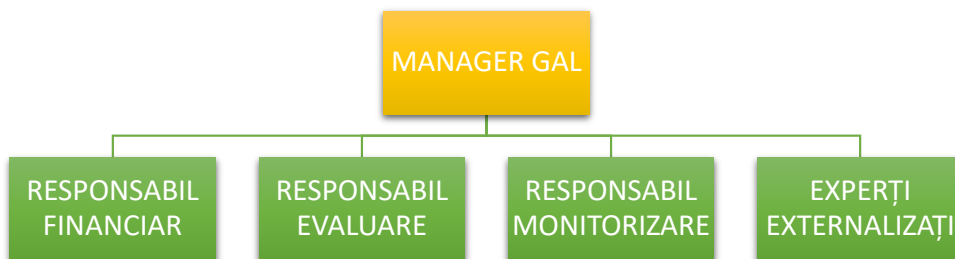 MANAGER GAL
RESPONSABIL
FINANCIAR
RESPONSABIL
EVALUARE
RESPONSABIL
MONITORIZARE
EXPERȚI
EXTERNALIZAȚI